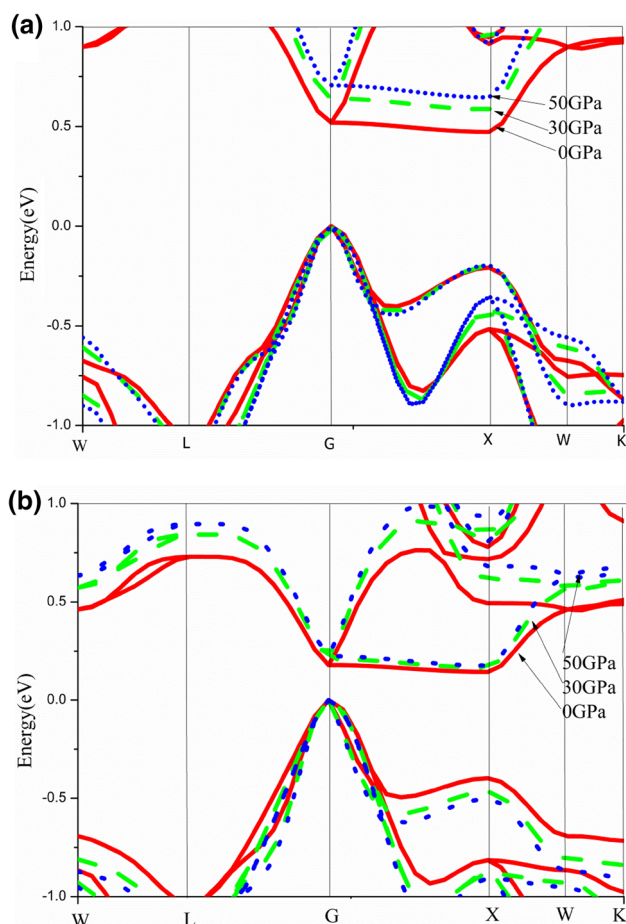 (a)
1.0
50GPa
30GPa
0.5
0GPa
0.0
Energy(eV)
-0.5
-1.0
W L G X W K
(b)
1.0
0.5
50GPa
30GPa
0GPa
0.0
Energy(eV)
-0.5
-1.0
W L G X W K